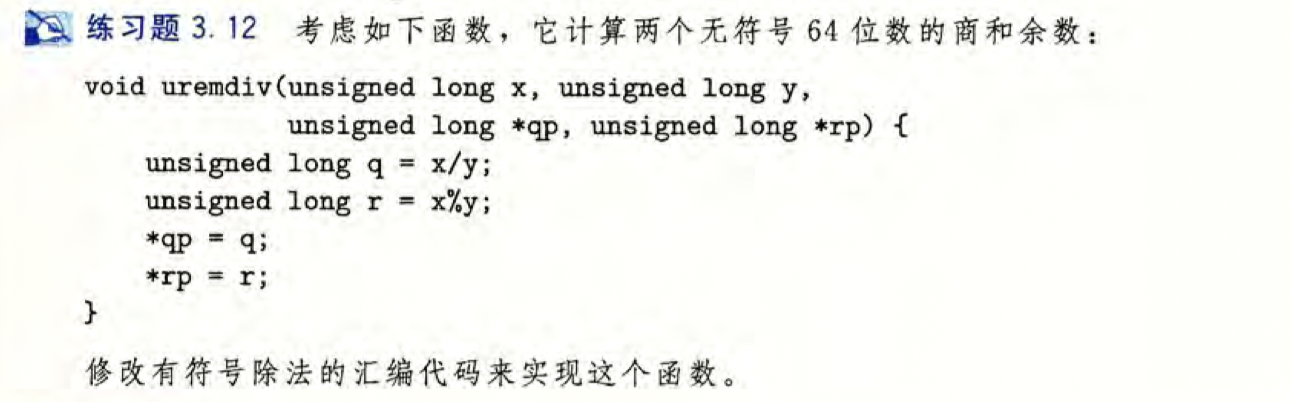 练习题 3.12 考虑如下函数，它计算两个无符号 64 位数的商和余数：
void uremdiv(unsigned long x, unsigned long y,
unsigned long *qp, unsigned long *rp) {
unsigned long q = x/y;
unsigned long r = x%y;
*qp = q;
*rp = r;
}
修改有符号除法的汇编代码来实现这个函数。